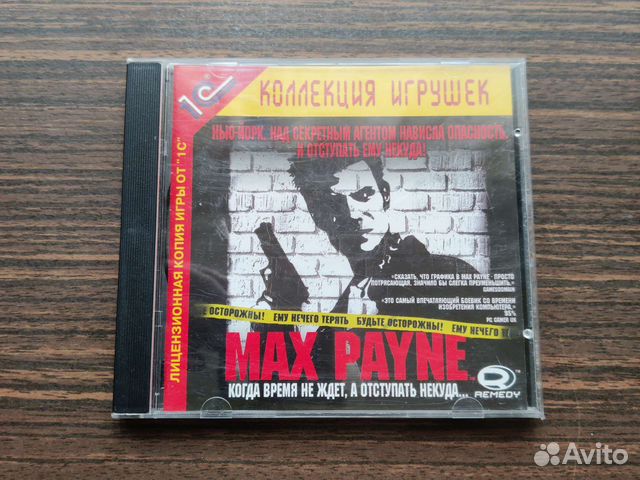 1С
КОЛЛЕКЦИЯ ИГРУШЕК
ЛИЦЕНЗИОННАЯ КОПИЯ ИГРЫ ОТ "1С"
НЬЮ-ЙОРК. НАД СЕКРЕТНЫМ АГЕНТОМ НАВИСЛА ОПАСНОСТЬ
И ОТСТУПАТЬ ЕМУ НЕКУДА!
«СКАЗАТЬ, ЧТО ГРАФИКА В MAX PAYNE ПРОСТО
ПОТРЯСАЮЩАЯ, ЗНАЧИЛО БЫ СЛЕГКА ПРЕУМЕНЬШИТЬ.»
GAMESDOMAIN
«ЭТО САМЫЙ ВПЕЧАТЛЯЮЩИЙ БОЕВИК СО ВРЕМЕНИ
ИЗОБРЕТЕНИЯ КОМПЬЮТЕРА.»
95%
PC GAMER UK
Е ОСТОРОЖНЫ! ЕМУ НЕЧЕГО ТЕРЯТЬ БУДЬТЕ ОСТОРОЖНЫ! ЕМУ НЕЧЕГО ТЕ
MAX PAYNE™
КОГДА ВРЕМЯ НЕ ЖДЕТ, А ОТСТУПАТЬ НЕКУДА...
REMEDY™
Avito